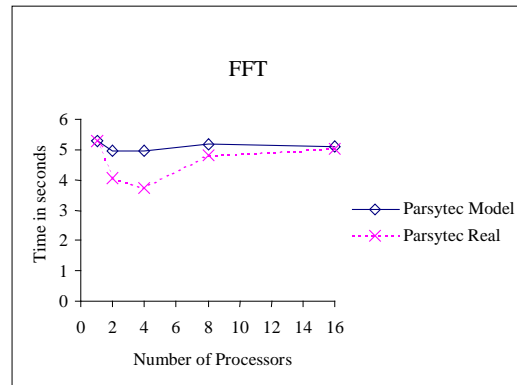 FFT
6
5
4
3
2
1
0
Time in seconds
0 2 4 6 8 10 12 14 16
Number of Processors
Parsytec Model
Parsytec Real